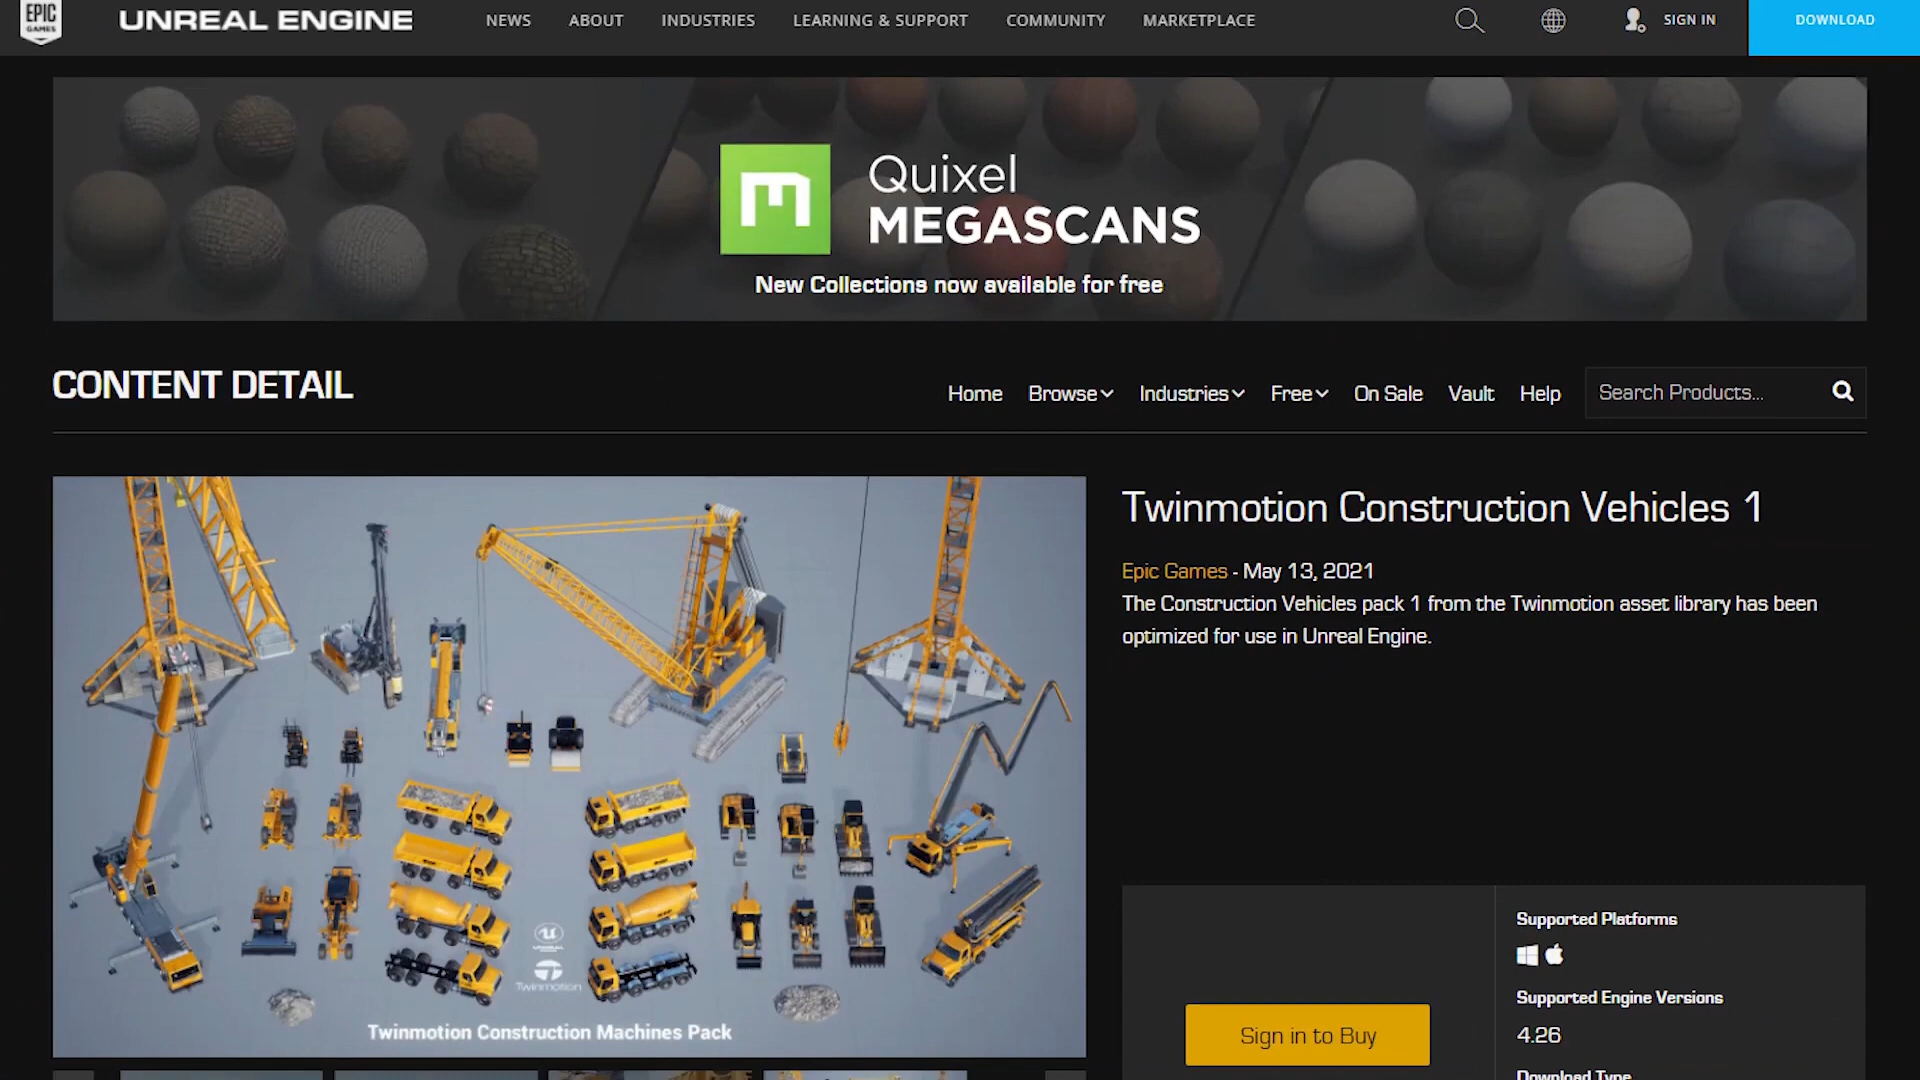 EPIC
GAMES
UNREAL ENGINE
NEWS
ABOUT
INDUSTRIES
LEARNING & SUPPORT
COMMUNITY
MARKETPLACE
SIGN IN
DOWNLOAD
Quixel
MEGASCANS
New Collections now available for free
CONTENT DETAIL
Home
Browse
Industries
Free
On Sale
Vault
Help
Search Products...
Twinmotion Construction Vehicles 1
Epic Games - May 13, 2021
The Construction Vehicles pack 1 from the Twinmotion asset library has been
optimized for use in Unreal Engine.
UNREAL
Twinmotion
Twinmotion Construction Machines Pack
Sign in to Buy
Supported Platforms
Supported Engine Versions
4.26
Download Type